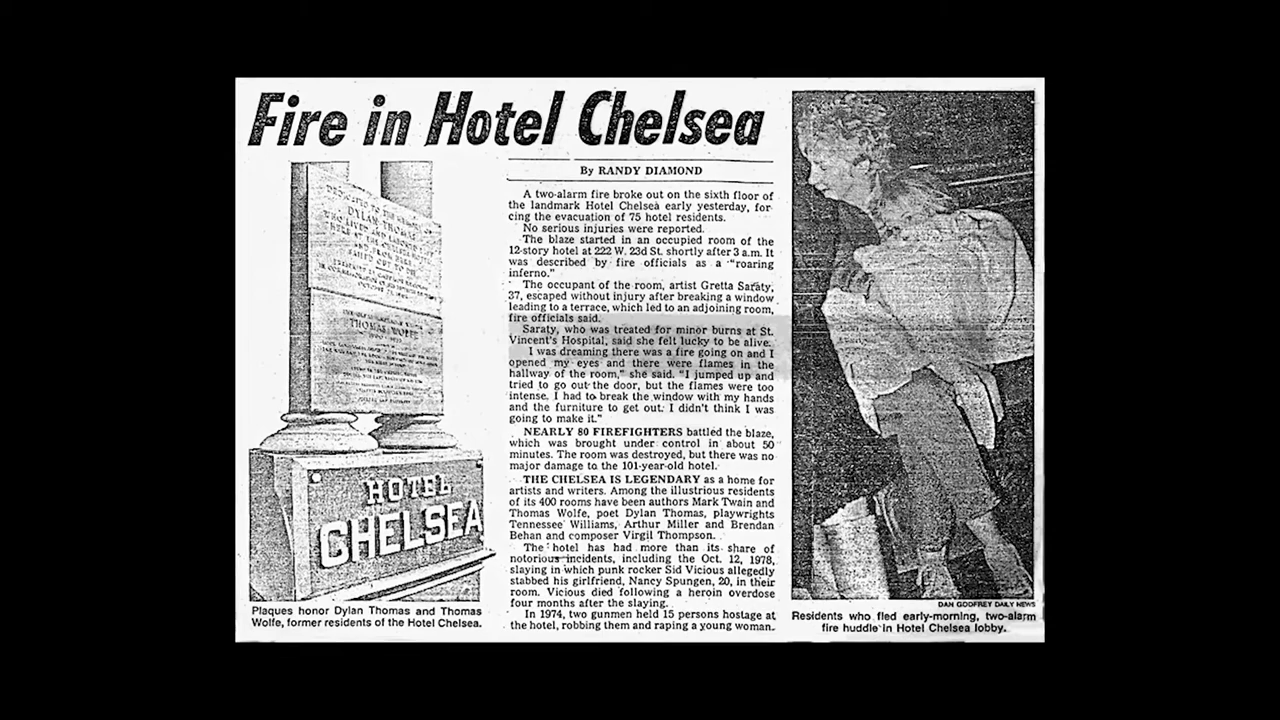 Fire in Hotel Chelsea
By RANDY DIAMOND
A two-alarm fire broke out on the sixth floor of
the landmark Hotel Chelsea early yesterday, for-
cing the evacuation of 75 hotel residents.
No serious injuries were reported.
The blaze started in an occupied room of the
12-story hotel at 222 W. 23d St. shortly after 3 a.m. It
was described by fire officials as a "roaring
inferno."
The occupant of the room, artist Gretta Saraty,
37, escaped without injury after breaking a window
leading to a terrace, which led to an adjoining room,
fire officials said.
Saraty, who was treated for minor burns at St.
Vincent's Hospital, said she felt lucky to be alive.
I was dreaming there was a fire going on and I
opened my eyes and there were flames in the
hallway of the room," she said. "I jumped up and
tried to go out the door, but the flames were too
intense. I had to break the window with my hands
and the furniture to get out. I didn't think I was
going to make it."
NEARLY 80 FIREFIGHTERS battled the blaze,
which was brought under control in about 50
minutes. The room was destroyed, but there was no
major damage to the 101-year-old hotel.
THE CHELSEA IS LEGENDARY as a home for
artists and writers. Among the illustrious residents
of its 400 rooms have been authors Mark Twain and
Thomas Wolfe, poet Dylan Thomas, playwrights
Tennessee Williams, Arthur Miller and Brendan
Behan and composer Virgil Thompson.
The hotel has had more than its share of
notorious incidents, including the Oct. 12, 1978,
slaying in which punk rocker Sid Vicious allegedly
stabbed his girlfriend, Nancy Spungen, 20, in their
room. Vicious died following a heroin overdose
four months after the slaying.
In 1974, two gunmen held 15 persons hostage at
the hotel, robbing them and raping a young woman.
DYLAN THOMAS
THOMAS WOLFE
HOTEL
CHELSEA
Plaques honor Dylan Thomas and Thomas
Wolfe, former residents of the Hotel Chelsea.
DAN GODFREY DAILY NEWS
Residents who fled early-morning, two-alarm
fire huddle in Hotel Chelsea lobby.